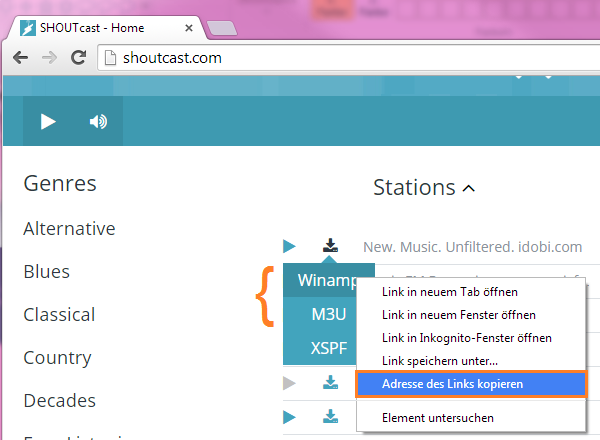 SHOUTcast - Home
shoutcast.com
Genres
Stations
Alternative
New. Music. Unfiltered. idobi.com
Blues
Winamp
Link in neuem Tab öffnen
Classical
M3U
Link in neuem Fenster öffnen
Link in Inkognito-Fenster öffnen
Country
XSPF
Link speichern unter...
Adresse des Links kopieren
Decades
Element untersuchen